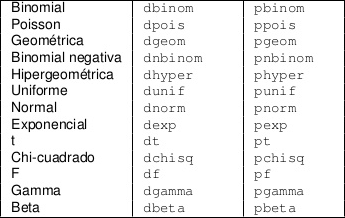 Binomial dbinom pbinom
Poisson dpois ppois
Geométrica dgeom pgeom
Binomial negativa dnbinom pnbinom
Hipergeométrica dhyper phyper
Uniforme dunif punif
Normal dnorm pnorm
Exponencial dexp pexp
t dt pt
Chi-cuadrado dchisq pchisq
F df pf
Gamma dgamma pgamma
Beta dbeta pbeta